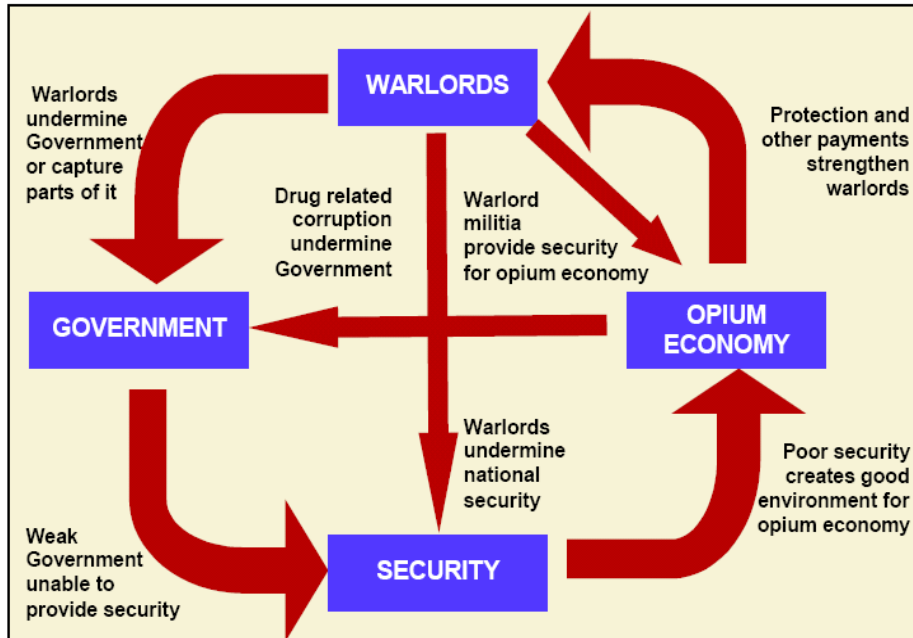 WARLORDS
Warlords
undermine
Government
or capture
parts of it
Protection and
other payments
strengthen
warlords
Drug related
corruption
undermine
Government
Warlord
militia
provide security
for opium economy
GOVERNMENT
OPIUM
ECONOMY
Warlords
undermine
national
security
Poor security
creates good
environment for
opium economy
Weak
Government
unable to
provide security
SECURITY